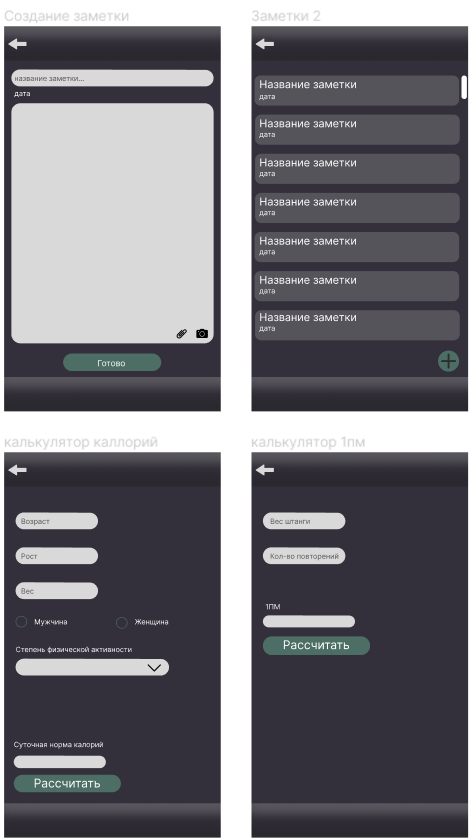 Создание заметки
название заметки...
дата
Готово
Заметки 2
Название заметки
дата
Название заметки
дата
Название заметки
дата
Название заметки
дата
Название заметки
дата
Название заметки
дата
Название заметки
дата
калькулятор каллорий
Возраст
Рост
Вес
Мужчина
Женщина
Степень физической активности
Суточная норма калорий
Рассчитать
калькулятор 1пм
Вес штанги
Кол-во повторений
1ПМ
Рассчитать